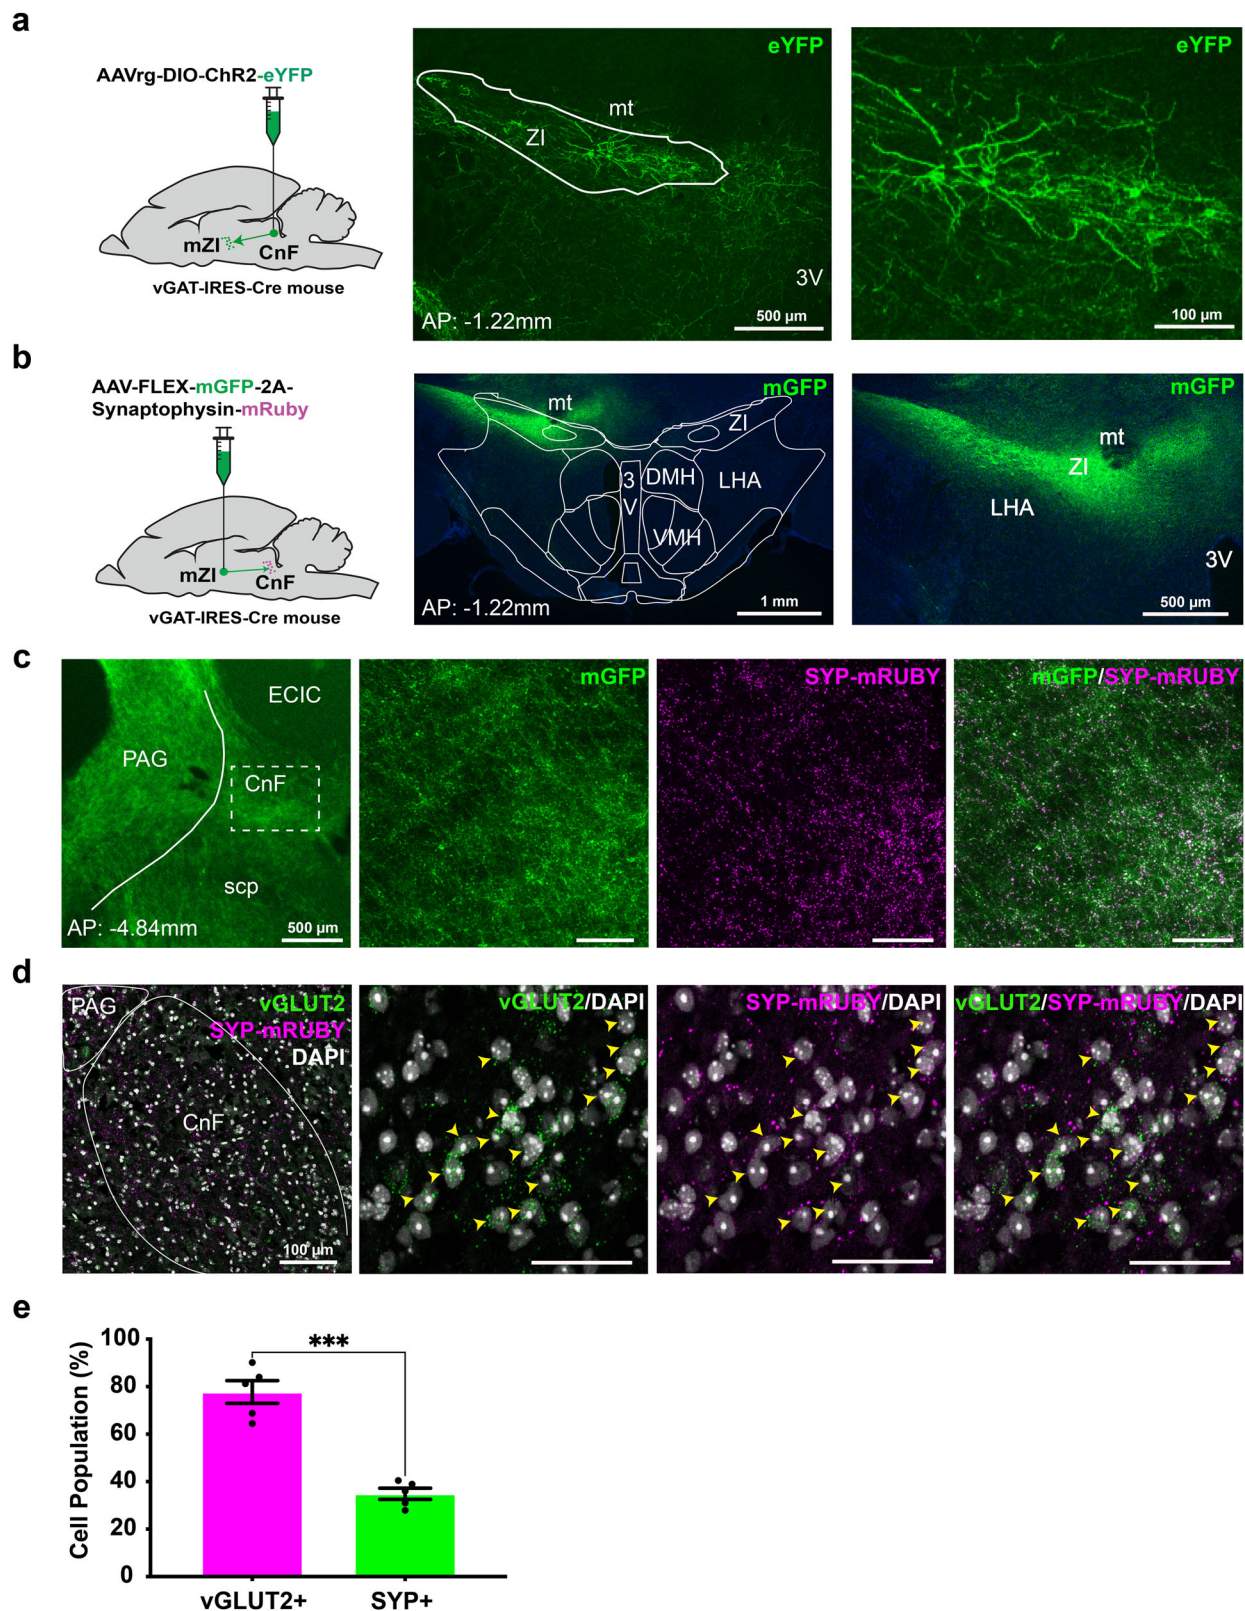 a
AAVrg-DIO-ChR2-eYFP
mZI
CnF
vGAT-IRES-Cre mouse
eYFP
mt
ZI
3V
AP: -1.22mm
500 µm
eYFP
100 µm
b
AAV-FLEX-mGFP-2A-
Synaptophysin-mRuby
mZI
CnF
vGAT-IRES-Cre mouse
mGFP
mt
ZI
3
V
DMH
LHA
VMH
AP: -1.22mm
1 mm
mGFP
mt
ZI
LHA
3V
500 µm
c
ECIC
PAG
CnF
scp
AP: -4.84mm
500 µm
mGFP
SYP-mRUBY
mGFP/SYP-mRUBY
d
PAG
vGLUT2
SYP-mRUBY
DAPI
CnF
100 µm
vGLUT2/DAPI
SYP-mRUBY/DAPI
vGLUT2/SYP-mRUBY/DAPI
e
Cell Population (%)
100
80
60
40
20
0
***
vGLUT2+
SYP+